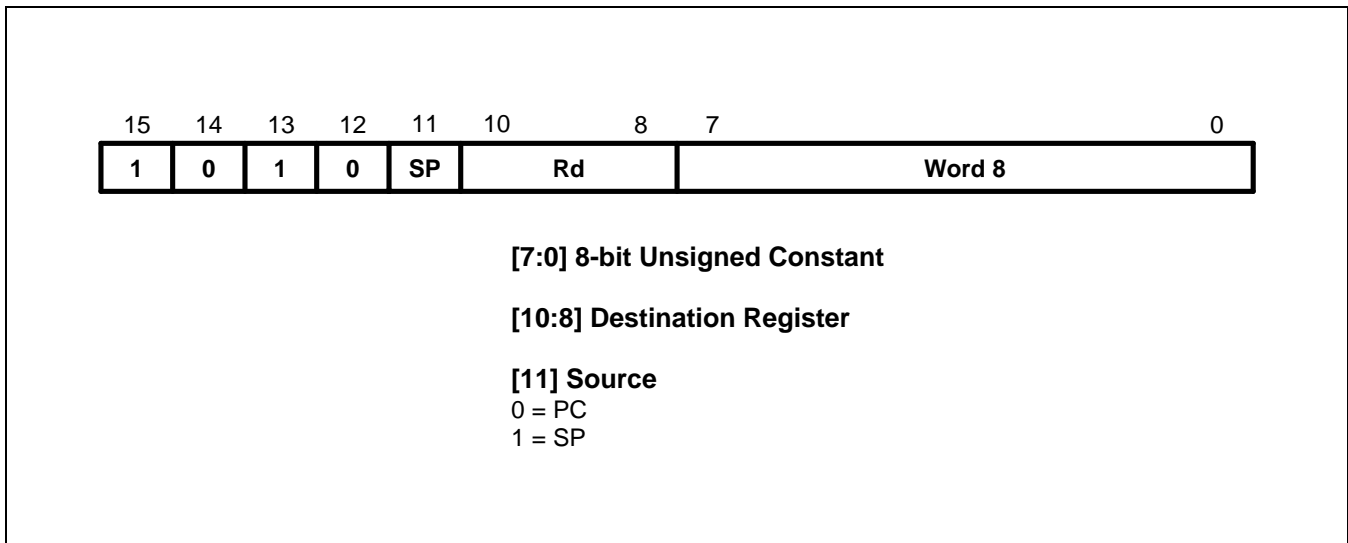 15 14 13 12 11 10 8 7 0
1 0 1 0 SP Rd Word 8
[7:0] 8-bit Unsigned Constant
[10:8] Destination Register
[11] Source
0 = PC
1 = SP